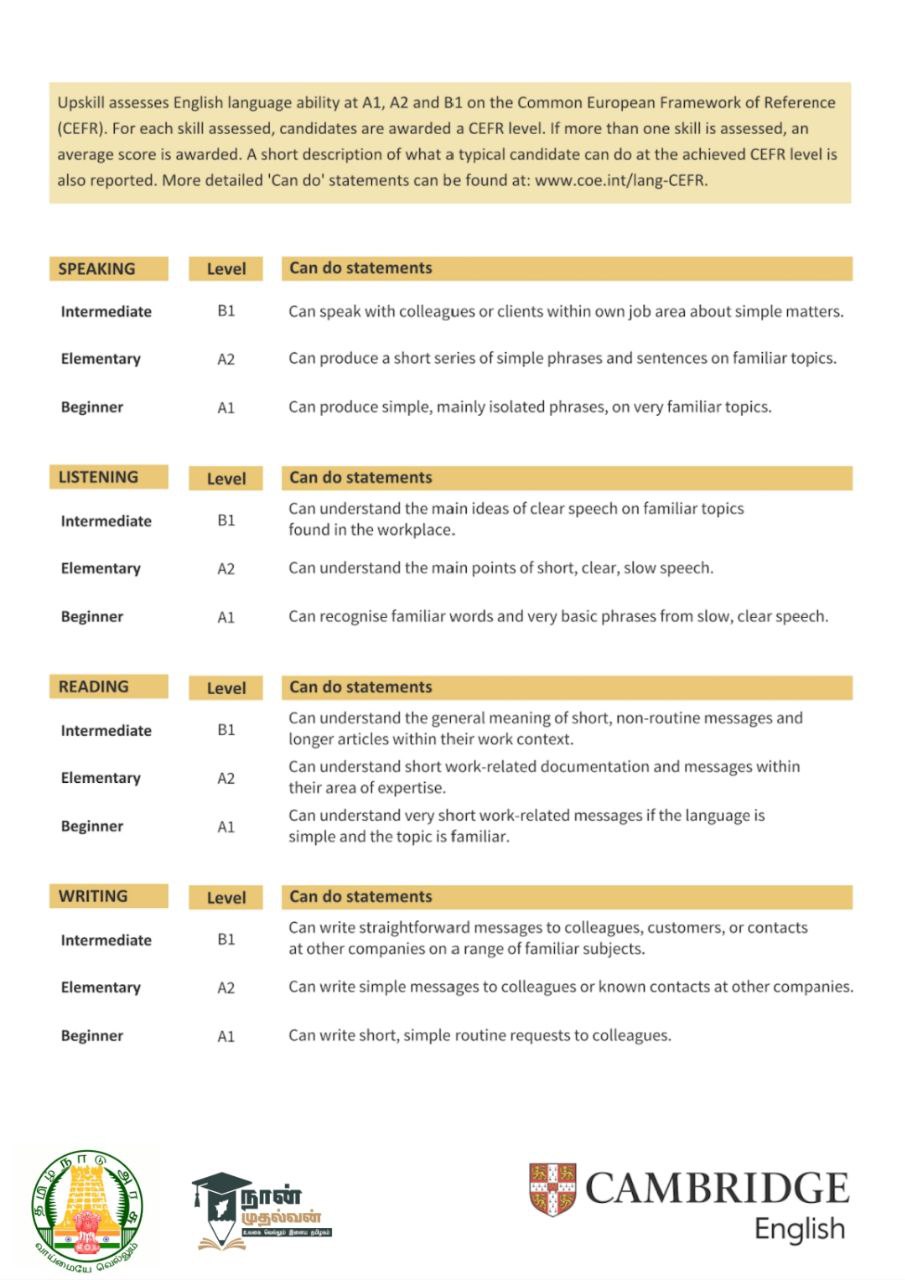 Upskill assesses English language ability at A1, A2 and B1 on the Common European Framework of Reference
(CEFR). For each skill assessed, candidates are awarded a CEFR level. If more than one skill is assessed, an
average score is awarded. A short description of what a typical candidate can do at the achieved CEFR level is
also reported. More detailed 'Can do' statements can be found at: www.coe.int/lang-CEFR.
SPEAKING Level Can do statements
Intermediate B1 Can speak with colleagues or clients within own job area about simple matters.
Elementary A2 Can produce a short series of simple phrases and sentences on familiar topics.
Beginner A1 Can produce simple, mainly isolated phrases, on very familiar topics.
LISTENING Level Can do statements
Intermediate B1 Can understand the main ideas of clear speech on familiar topics
found in the workplace.
Elementary A2 Can understand the main points of short, clear, slow speech.
Beginner A1 Can recognise familiar words and very basic phrases from slow, clear speech.
READING Level Can do statements
Intermediate B1 Can understand the general meaning of short, non-routine messages and
longer articles within their work context.
Elementary A2 Can understand short work-related documentation and messages within
their area of expertise.
Beginner A1 Can understand very short work-related messages if the language is
simple and the topic is familiar.
WRITING Level Can do statements
Intermediate B1 Can write straightforward messages to colleagues, customers, or contacts
at other companies on a range of familiar subjects.
Elementary A2 Can write simple messages to colleagues or known contacts at other companies.
Beginner A1 Can write short, simple routine requests to colleagues.
தமிழ்நாடு அரசு
வாய்மையே வெல்லும்
நான்
முதல்வன்
உலகை வெல்லும் இளைய தமிழகம்
CAMBRIDGE
English